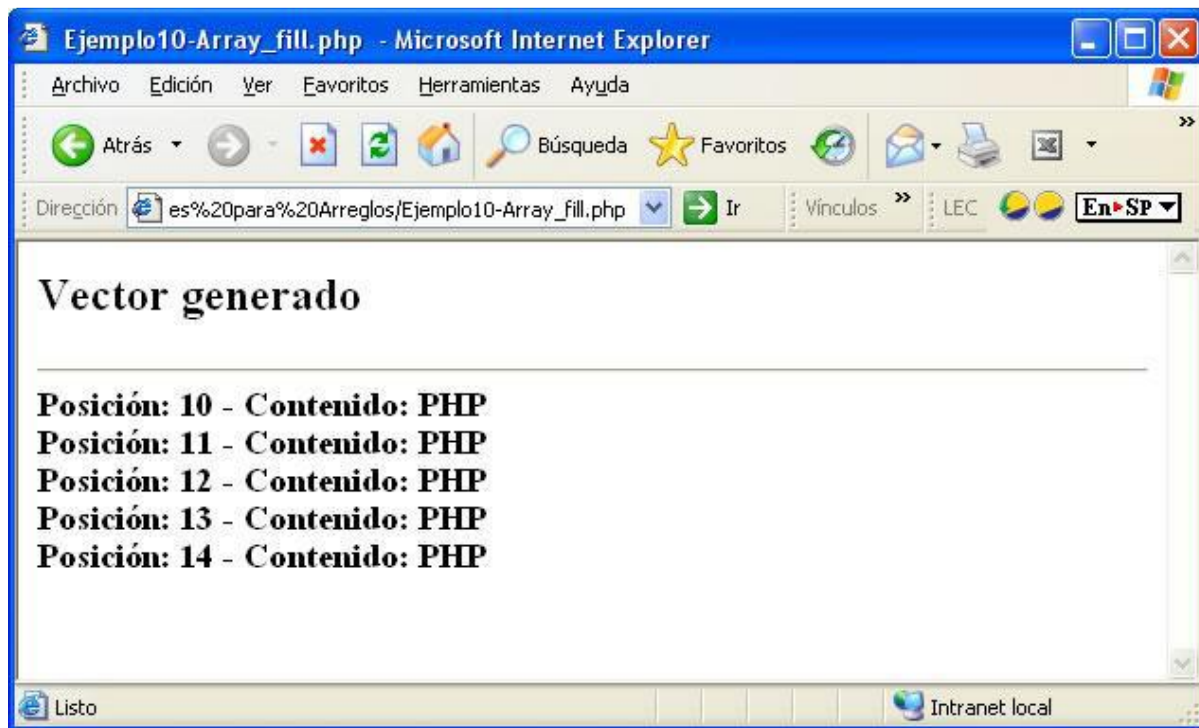 Ejemplo10-Array_fill.php - Microsoft Internet Explorer
Archivo Edición Ver Favoritos Herramientas Ayuda
Atrás Búsqueda Favoritos »
Dirección es%20para%20Arreglos/Ejemplo10-Array_fill.php Ir Vínculos » LEC En SP
Vector generado
Posición: 10 - Contenido: PHP
Posición: 11 - Contenido: PHP
Posición: 12 - Contenido: PHP
Posición: 13 - Contenido: PHP
Posición: 14 - Contenido: PHP
Listo Intranet local